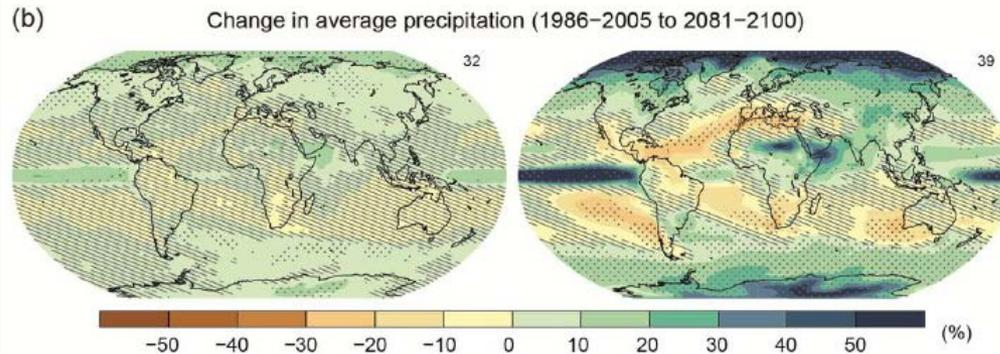 (b) Change in average precipitation (1986−2005 to 2081−2100)
32 39
−50 −40 −30 −20 −10 0 10 20 30 40 50 (%)